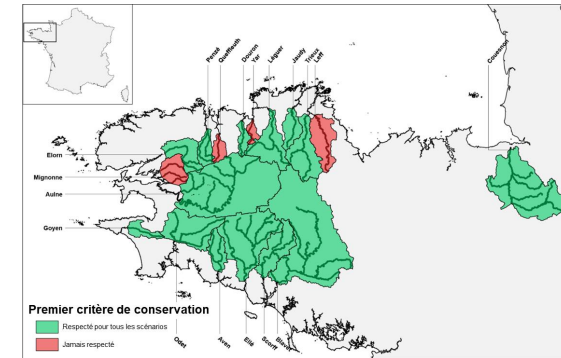 Penzé
Queffleuth
Douron
Yar
Léguer
Jaudy
Trieux
Leff
Couesnon
Elorn
Mignonne
Aulne
Goyen
Premier critère de conservation
Respecté pour tous les scénarios
Jamais respecté
Odet
Aven
Ellé
Scorff
Blavet